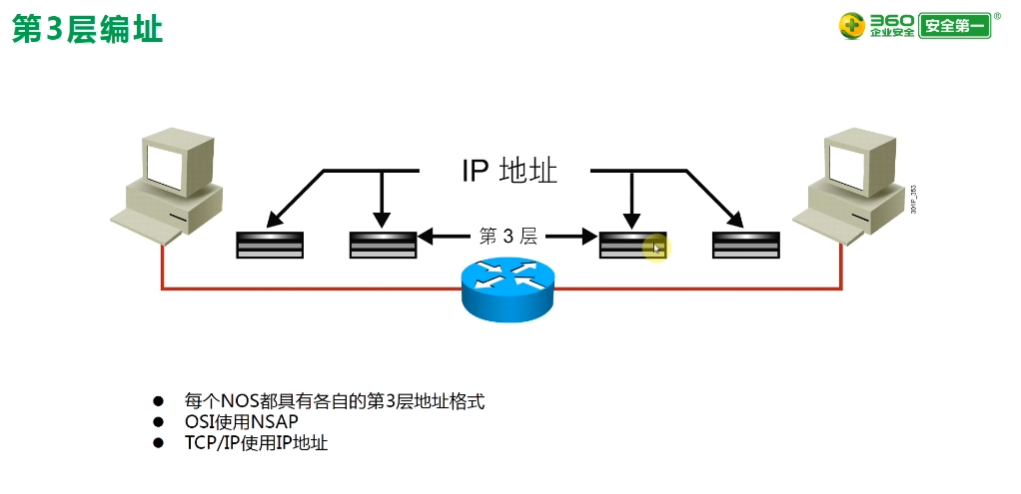 第3层编址
360
企业安全
安全第一
®
IP 地址
第 3 层
● 每个NOS都具有各自的第3层地址格式
● OSI使用NSAP
● TCP/IP使用IP地址